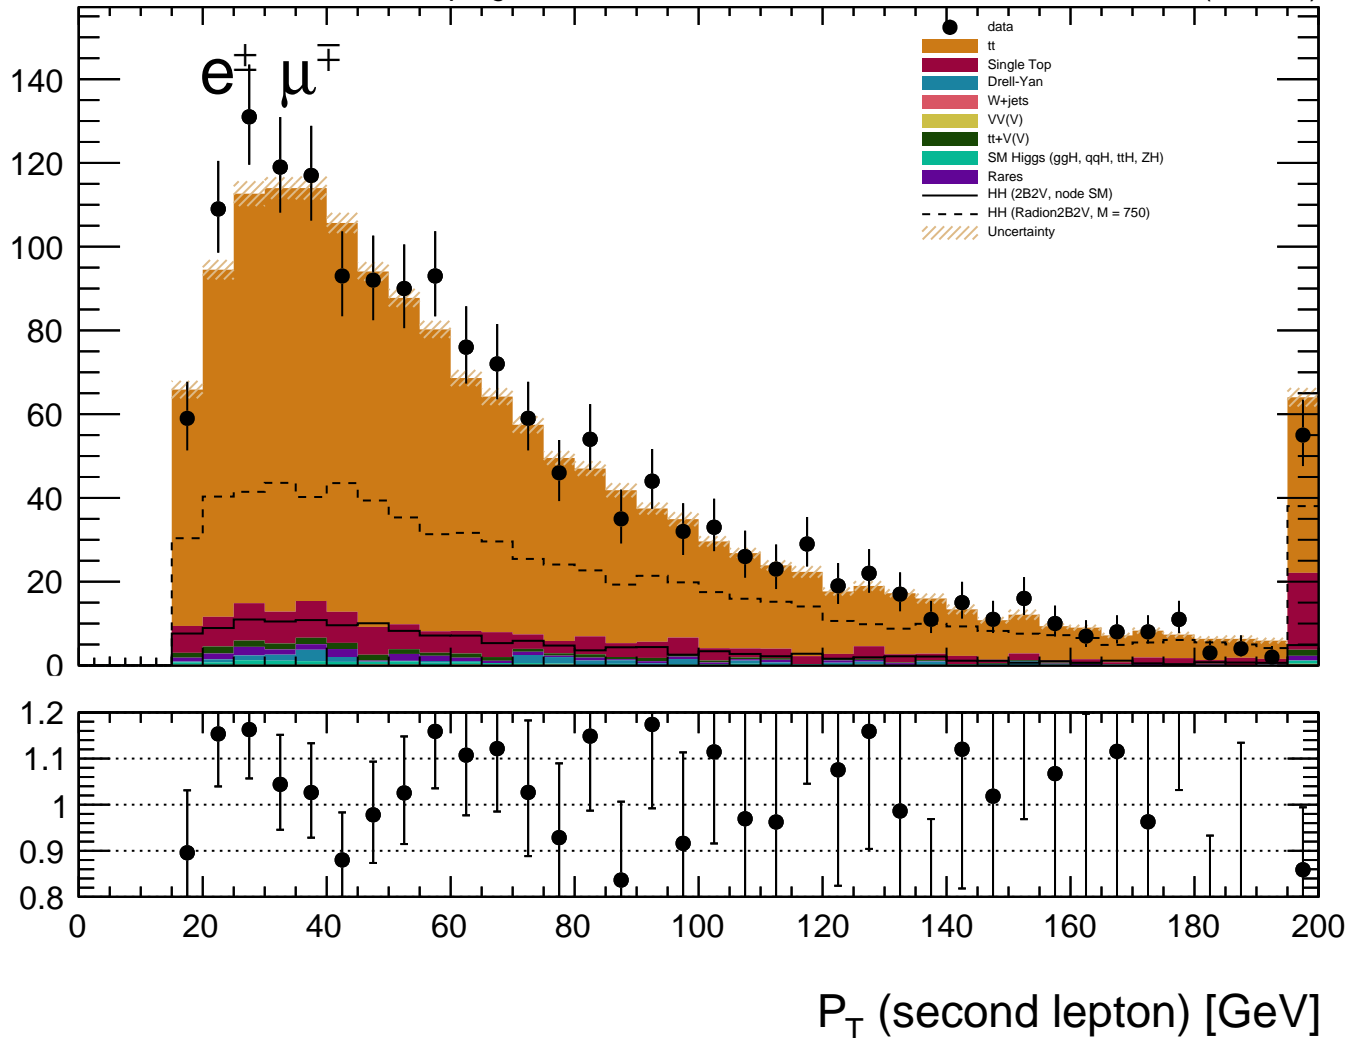 e± μ∓
data
tt
Single Top
Drell-Yan
W+jets
VV(V)
tt+V(V)
SM Higgs (ggH, qqH, ttH, ZH)
Rares
HH (2B2V, node SM)
HH (Radion2B2V, M = 750)
Uncertainty
140
120
100
80
60
40
20
0
1.2
1.1
1
0.9
0.8
0 20 40 60 80 100 120 140 160 180 200
P_T (second lepton) [GeV]